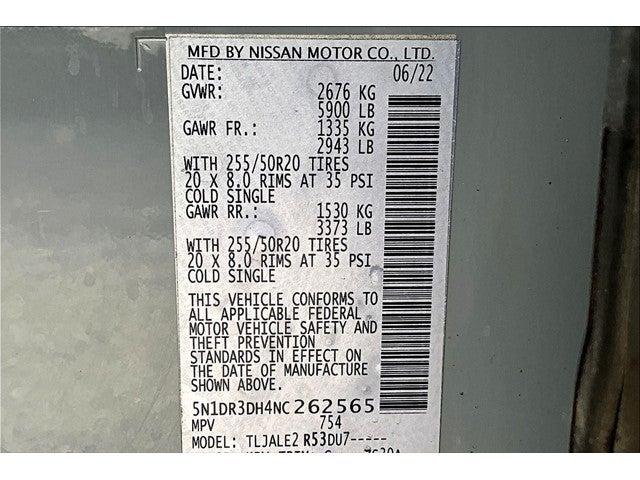 MFD BY NISSAN MOTOR CO., LTD.
DATE: 06/22
GVWR: 2676 KG
5900 LB
GAWR FR.: 1335 KG
2943 LB
WITH 255/50R20 TIRES
20 X 8.0 RIMS AT 35 PSI
COLD SINGLE
GAWR RR.: 1530 KG
3373 LB
WITH 255/50R20 TIRES
20 X 8.0 RIMS AT 35 PSI
COLD SINGLE
THIS VEHICLE CONFORMS TO
ALL APPLICABLE FEDERAL
MOTOR VEHICLE SAFETY AND
THEFT PREVENTION
STANDARDS IN EFFECT ON
THE DATE OF MANUFACTURE
SHOWN ABOVE.
5N1DR3DH4NC262565
MPV 754
MODEL: TLJALE2 R53DU7-----